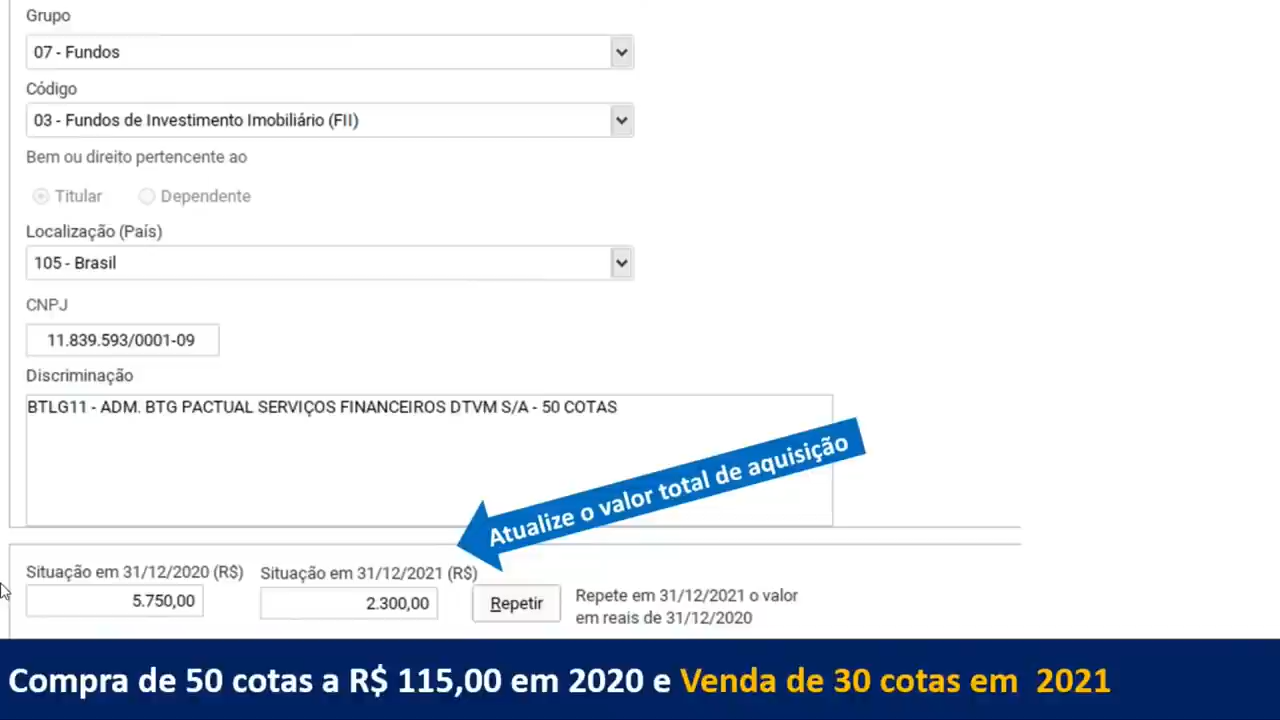 Grupo
07 - Fundos
Código
03 - Fundos de Investimento Imobiliário (FII)
Bem ou direito pertencente ao
Titular Dependente
Localização (País)
105 - Brasil
CNPJ
11.839.593/0001-09
Discriminação
BTLG11 - ADM. BTG PACTUAL SERVIÇOS FINANCEIROS DTVM S/A - 50 COTAS
Atualize o valor total de aquisição
Situação em 31/12/2020 (R$) Situação em 31/12/2021 (R$)
5.750,00 2.300,00 Repetir
Repete em 31/12/2021 o valor
em reais de 31/12/2020
Compra de 50 cotas a R$ 115,00 em 2020 e Venda de 30 cotas em 2021